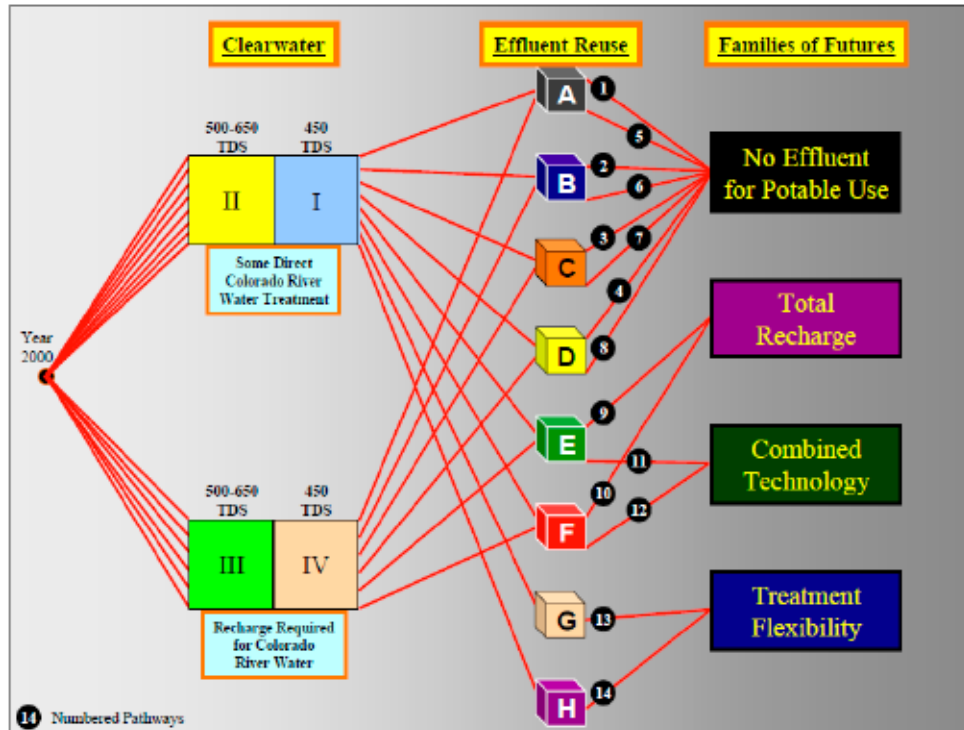 Clearwater
Effluent Reuse
Families of Futures
500-650
TDS
450
TDS
II
I
Some Direct
Colorado River
Water Treatment
Year
2000
500-650
TDS
450
TDS
III
IV
Recharge Required
for Colorado
River Water
A
B
C
D
E
F
G
H
1
5
2
6
3
7
4
8
9
11
10
12
13
14
No Effluent
for Potable Use
Total
Recharge
Combined
Technology
Treatment
Flexibility
14 Numbered Pathways